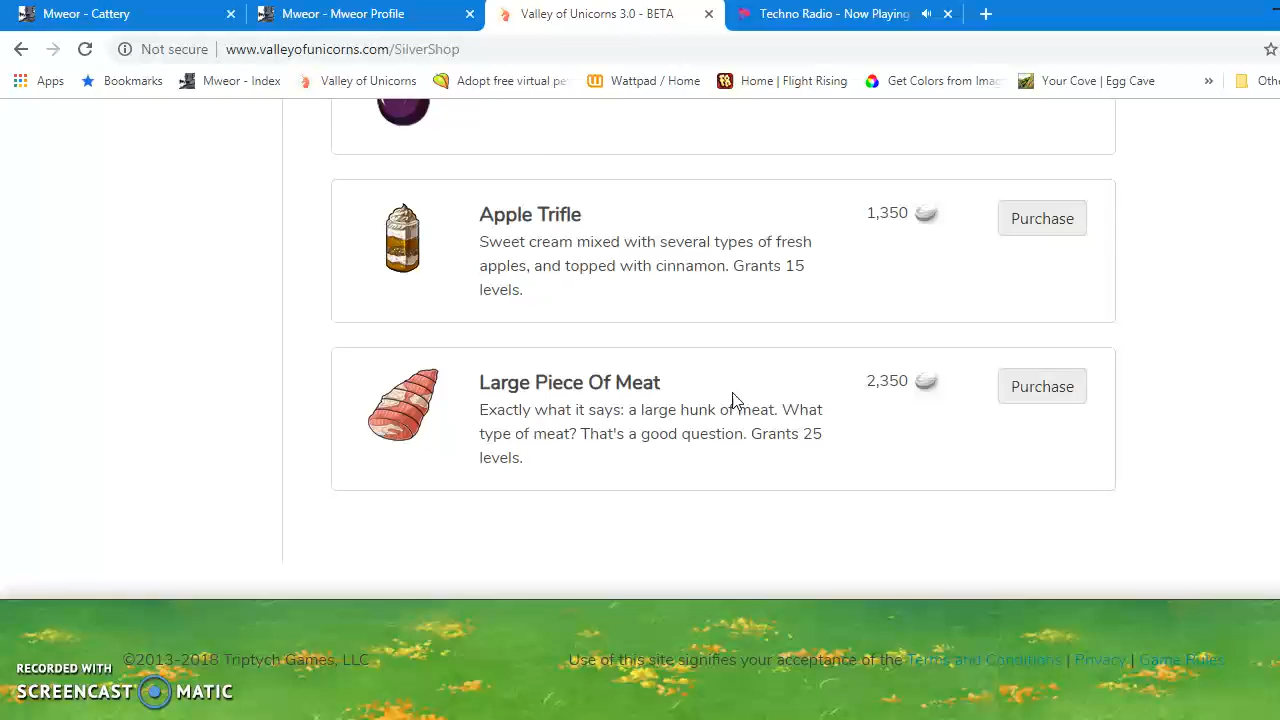 Mweor - Cattery
Mweor - Mweor Profile
Valley of Unicorns 3.0 - BETA
Techno Radio - Now Playing
Not secure
www.valleyofunicorns.com/SilverShop
Apps
Bookmarks
Mweor - Index
Valley of Unicorns
Adopt free virtual pe
Wattpad / Home
Home | Flight Rising
Get Colors from Imag
Your Cove | Egg Cave
»
Othe
Apple Trifle
1,350
Purchase
Sweet cream mixed with several types of fresh
apples, and topped with cinnamon. Grants 15
levels.
Large Piece Of Meat
2,350
Purchase
Exactly what it says: a large hunk of meat. What
type of meat? That's a good question. Grants 25
levels.
©2013-2018 Triptych Games, LLC
Use of this site signifies your acceptance of the Terms and Conditions | Privacy | Game Rules
RECORDED WITH
SCREENCAST MATIC